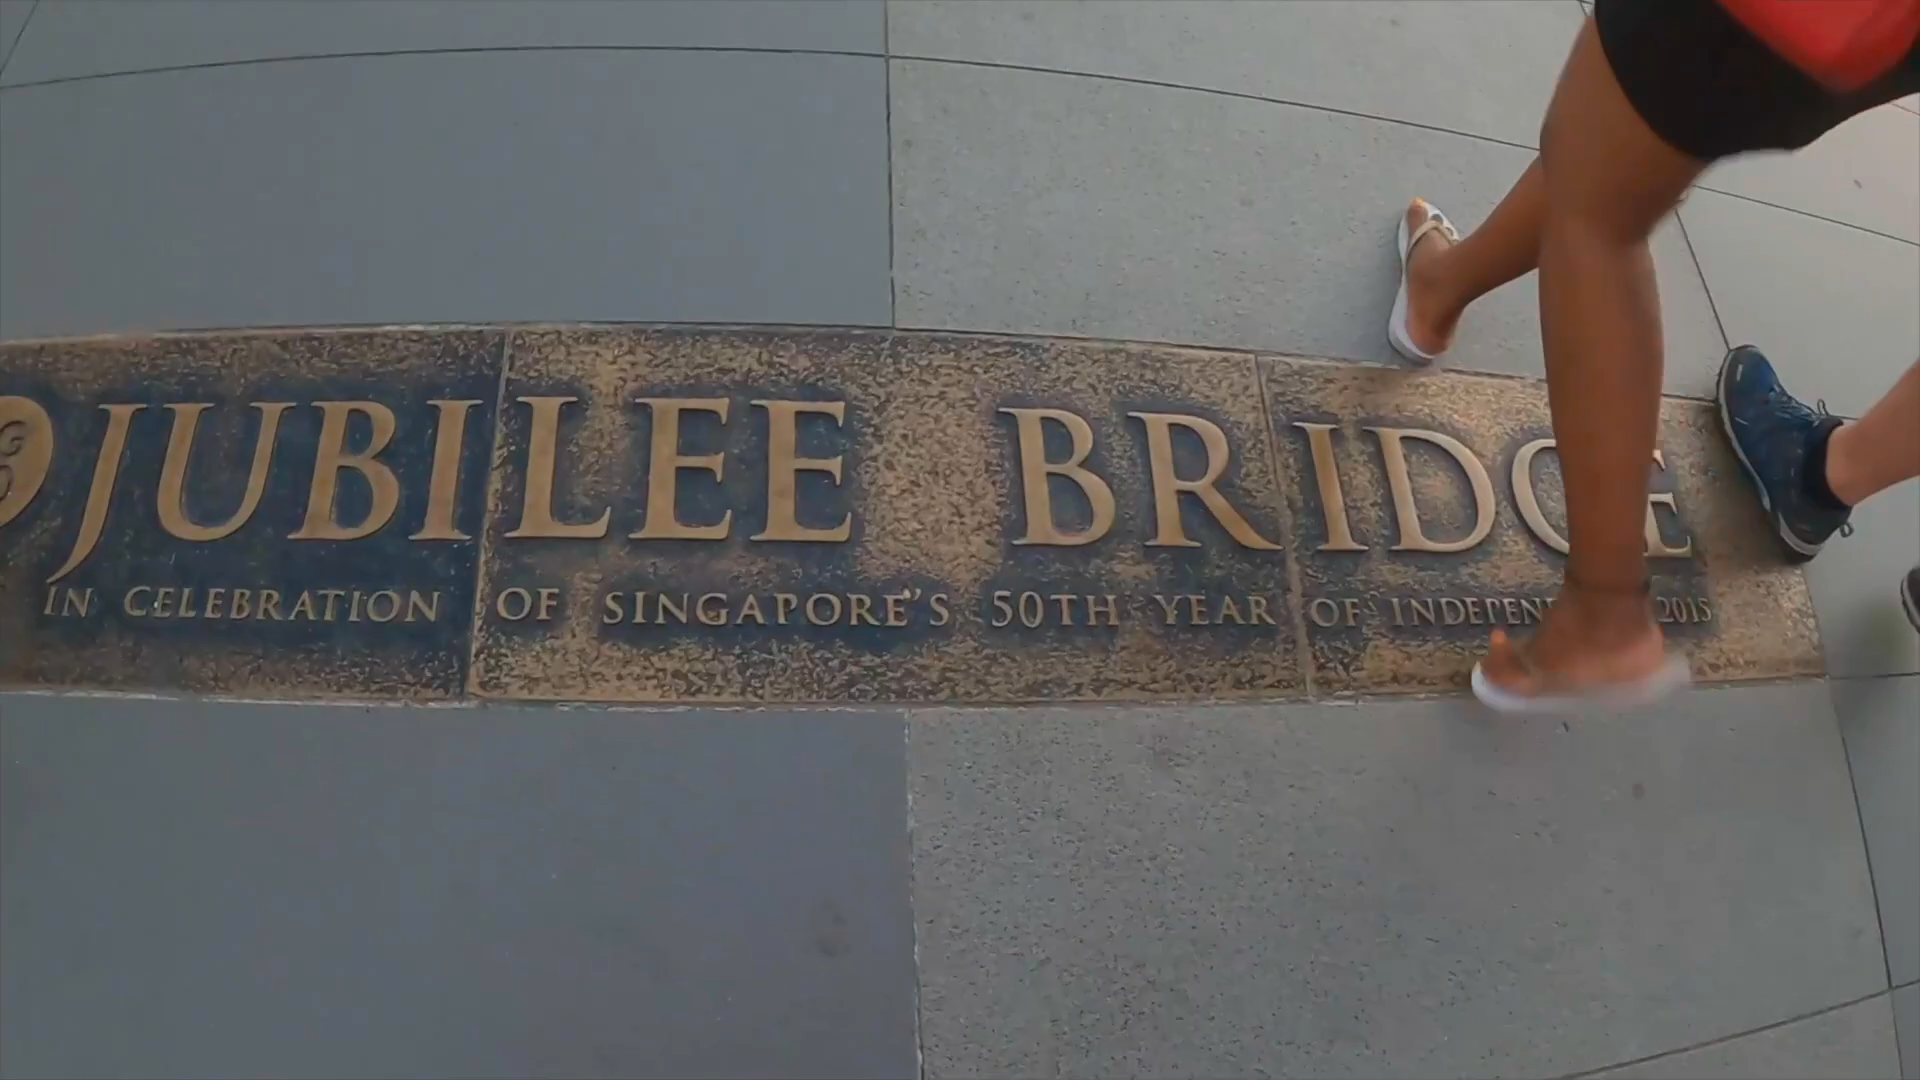 JUBILEE BRIDGE
IN CELEBRATION OF SINGAPORE'S 50TH YEAR OF 2015